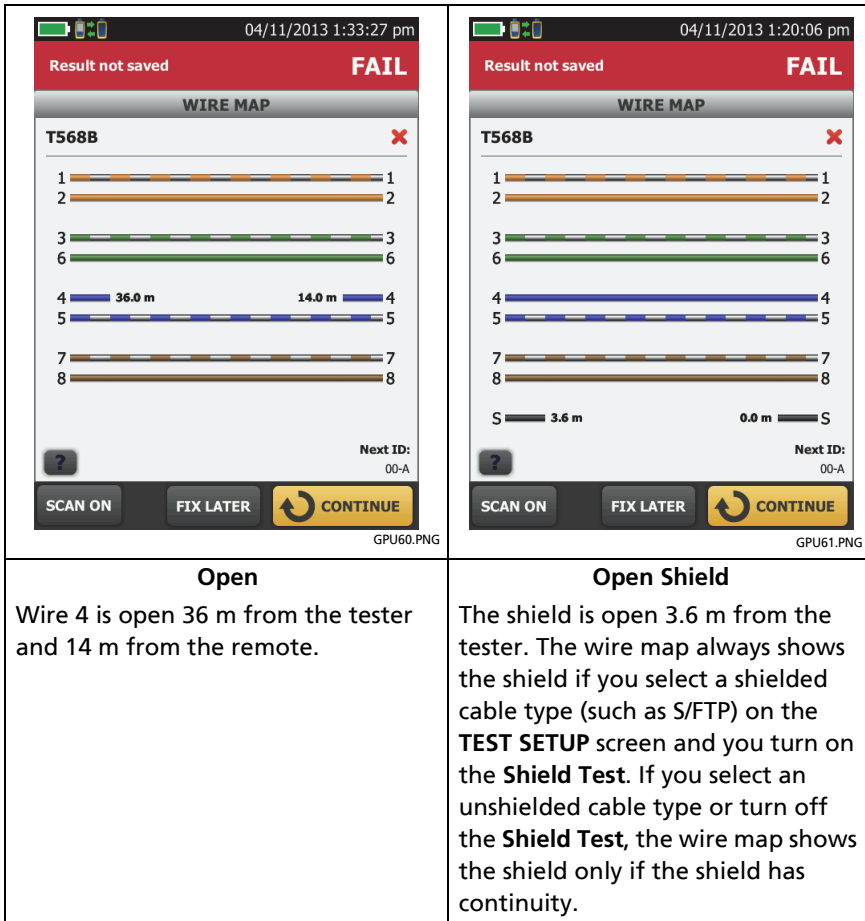 04/11/2013 1:33:27 pm
Result not saved FAIL
WIRE MAP
T568B
1 1
2 2
3 3
6 6
4 36.0 m 14.0 m 4
5 5
7 7
8 8
?
Next ID:
00-A
SCAN ON FIX LATER CONTINUE
GPU60.PNG
Open
Wire 4 is open 36 m from the tester
and 14 m from the remote.
04/11/2013 1:20:06 pm
Result not saved FAIL
WIRE MAP
T568B
1 1
2 2
3 3
6 6
4 4
5 5
7 7
8 8
S 3.6 m 0.0 m S
?
Next ID:
00-A
SCAN ON FIX LATER CONTINUE
GPU61.PNG
Open Shield
The shield is open 3.6 m from the
tester. The wire map always shows
the shield if you select a shielded
cable type (such as S/FTP) on the
TEST SETUP screen and you turn on
the Shield Test. If you select an
unshielded cable type or turn off
the Shield Test, the wire map shows
the shield only if the shield has
continuity.